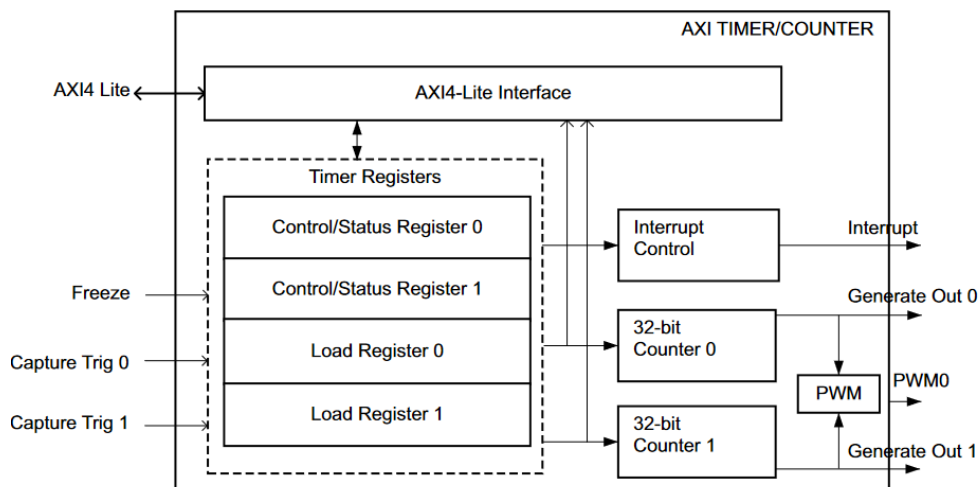 AXI TIMER/COUNTER
AXI4 Lite
AXI4-Lite Interface
Timer Registers
Control/Status Register 0
Control/Status Register 1
Load Register 0
Load Register 1
Freeze
Capture Trig 0
Capture Trig 1
Interrupt
Control
32-bit
Counter 0
32-bit
Counter 1
PWM
Interrupt
Generate Out 0
PWM0
Generate Out 1